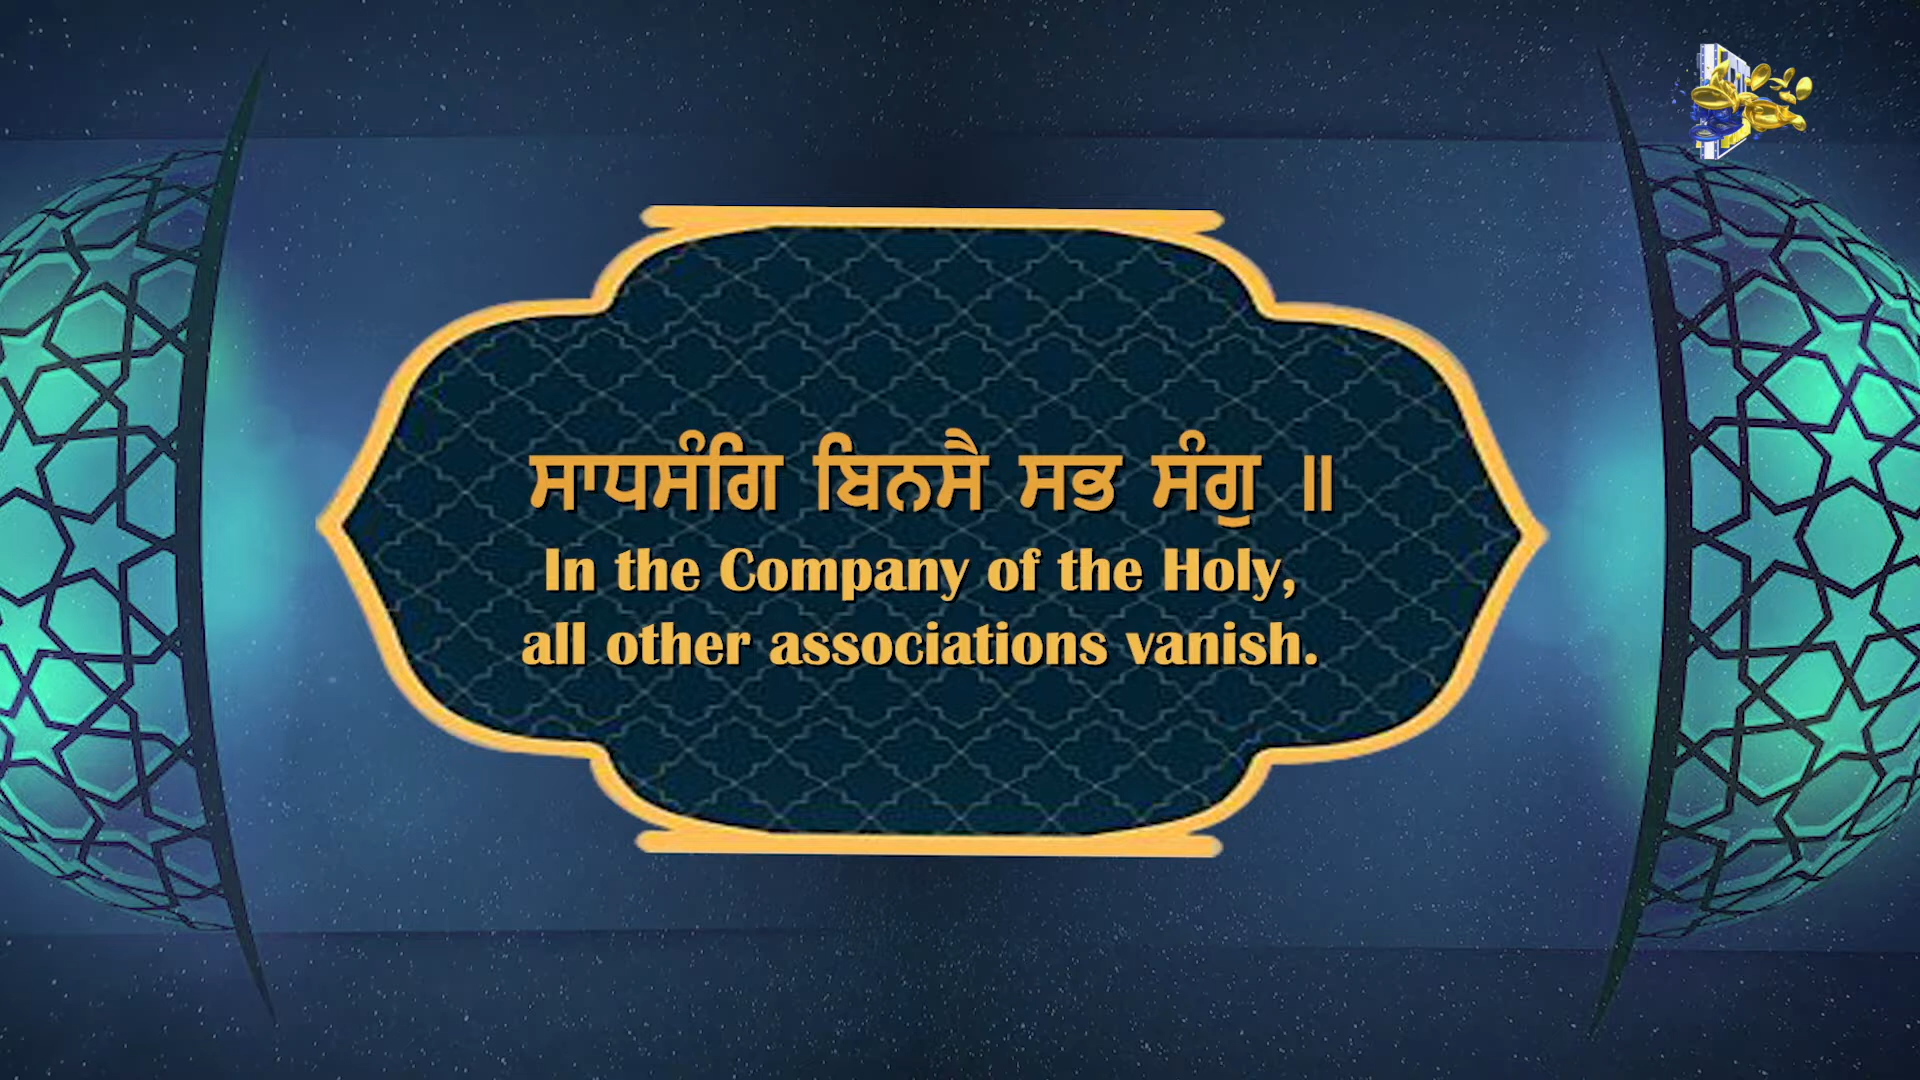 ਸਾਧਸੰਗਿ ਬਿਨਸੈ ਸਭ ਸੰਗੁ ॥
In the Company of the Holy,
all other associations vanish.